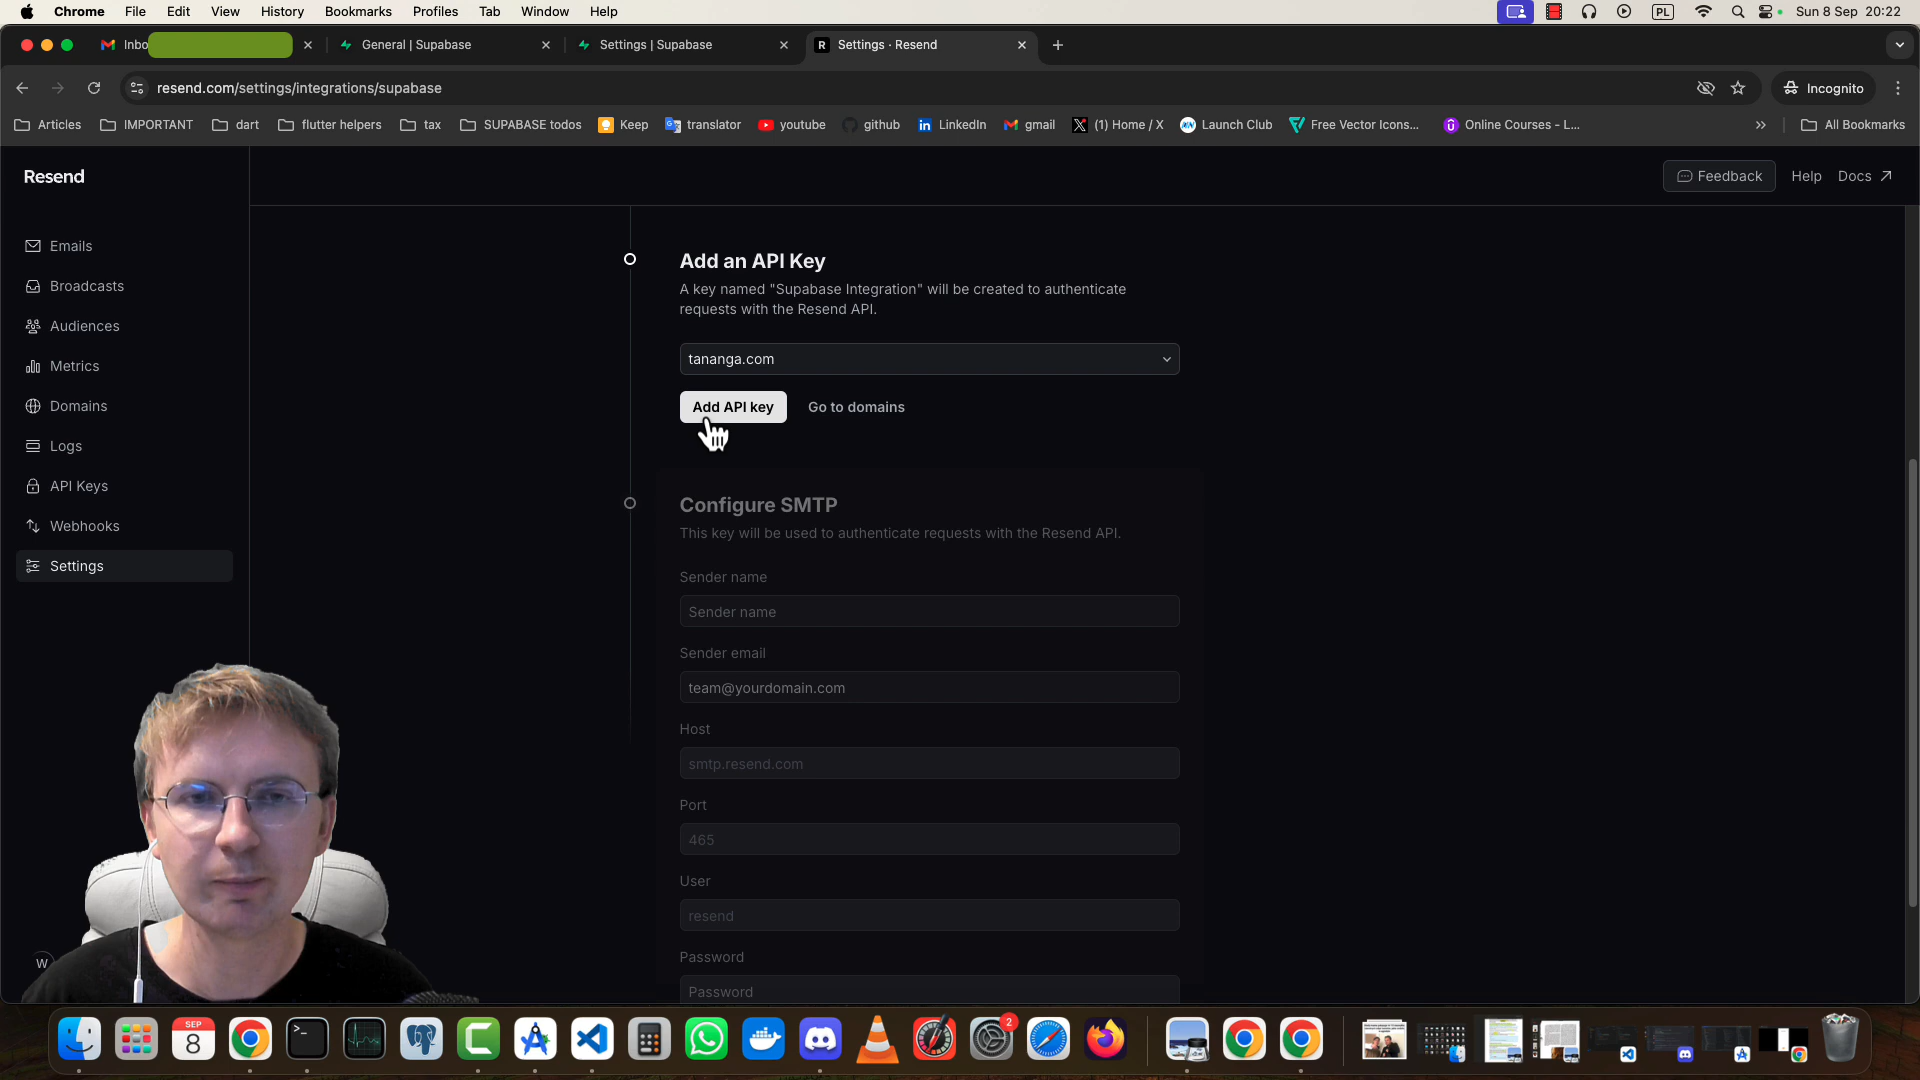 Chrome File Edit View History Bookmarks Profiles Tab Window Help PL Sun 8 Sep 20:22
Inbo General | Supabase Settings | Supabase R Settings · Resend
resend.com/settings/integrations/supabase Incognito
Articles IMPORTANT dart flutter helpers tax SUPABASE todos Keep translator youtube github LinkedIn gmail (1) Home / X Launch Club Free Vector Icons... Online Courses – L... All Bookmarks
Resend Feedback Help Docs
Emails
Broadcasts
Audiences
Metrics
Domains
Logs
API Keys
Webhooks
Settings
Add an API Key
A key named "Supabase Integration" will be created to authenticate
requests with the Resend API.
tananga.com
Add API key Go to domains
Configure SMTP
This key will be used to authenticate requests with the Resend API.
Sender name
Sender name
Sender email
team@yourdomain.com
Host
smtp.resend.com
Port
465
User
resend
Password
Password
W
SEP
8
2